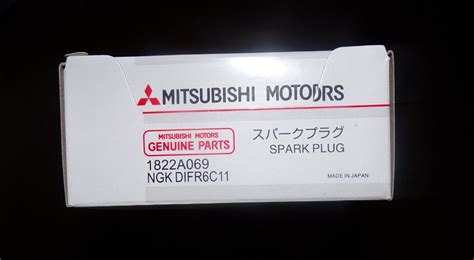 MITSUBISHI MOTODRS
MITSUBISHI MOTORS
GENUINE PARTS
スパークプラグ
SPARK PLUG
1822A069
NGK DIFR6C11
MADE IN JAPAN